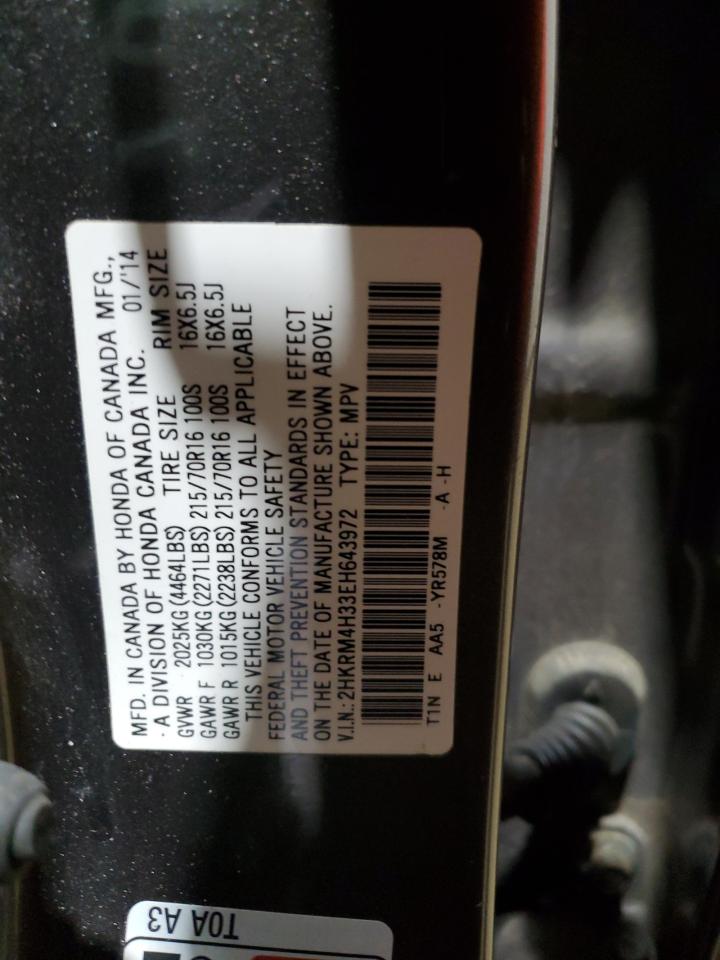 MFD. IN CANADA BY HONDA OF CANADA MFG.,
A DIVISION OF HONDA CANADA INC. 01/'14
GVWR 2025KG (4464LBS) TIRE SIZE RIM SIZE
GAWR F 1030KG (2271LBS) 215/70R16 100S 16X6.5J
GAWR R 1015KG (2238LBS) 215/70R16 100S 16X6.5J
THIS VEHICLE CONFORMS TO ALL APPLICABLE
FEDERAL MOTOR VEHICLE SAFETY
AND THEFT PREVENTION STANDARDS IN EFFECT
ON THE DATE OF MANUFACTURE SHOWN ABOVE.
V.I.N.: 2HKRM4H33EH643972 TYPE: MPV
T1N E AA5 -YR578M -A -H
T0A A3